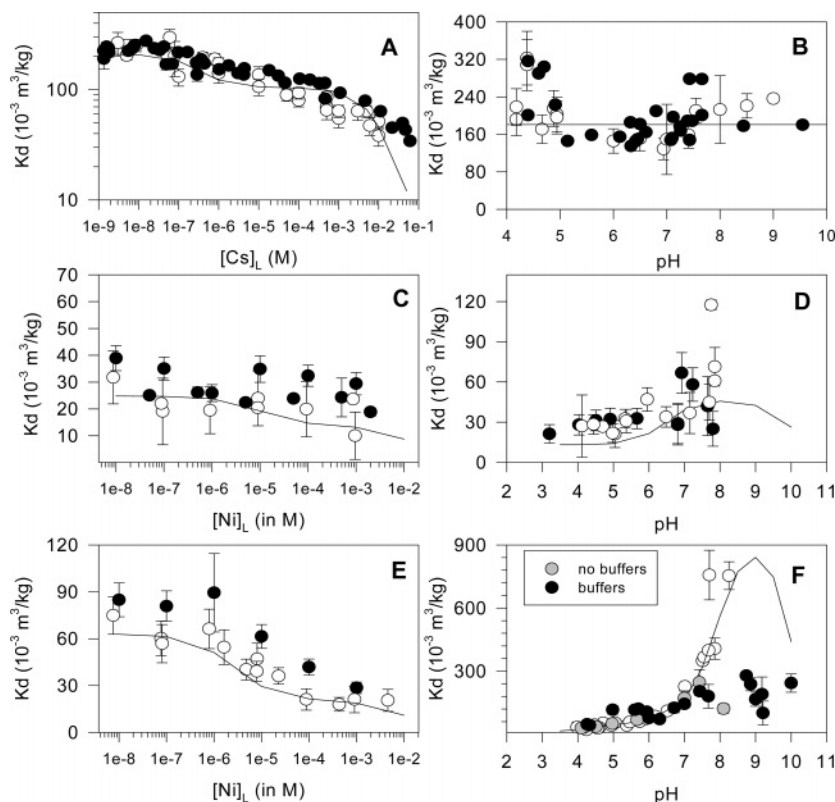 A
Kd (10⁻³ m³/kg)
100
10
1e-9 1e-8 1e-7 1e-6 1e-5 1e-4 1e-3 1e-2 1e-1
[Cs]L (M)
B
Kd (10⁻³ m³/kg)
400
320
240
160
80
0
4 5 6 7 8 9 10
pH
C
Kd (10⁻³ m³/kg)
70
60
50
40
30
20
10
1e-8 1e-7 1e-6 1e-5 1e-4 1e-3 1e-2
[Ni]L (in M)
D
Kd (10⁻³ m³/kg)
120
90
60
30
0
2 3 4 5 6 7 8 9 10 11
pH
E
Kd (10⁻³ m³/kg)
120
90
60
30
0
1e-8 1e-7 1e-6 1e-5 1e-4 1e-3 1e-2
[Ni]L (in M)
F
no buffers
buffers
Kd (10⁻³ m³/kg)
900
600
300
2 3 4 5 6 7 8 9 10 11
pH